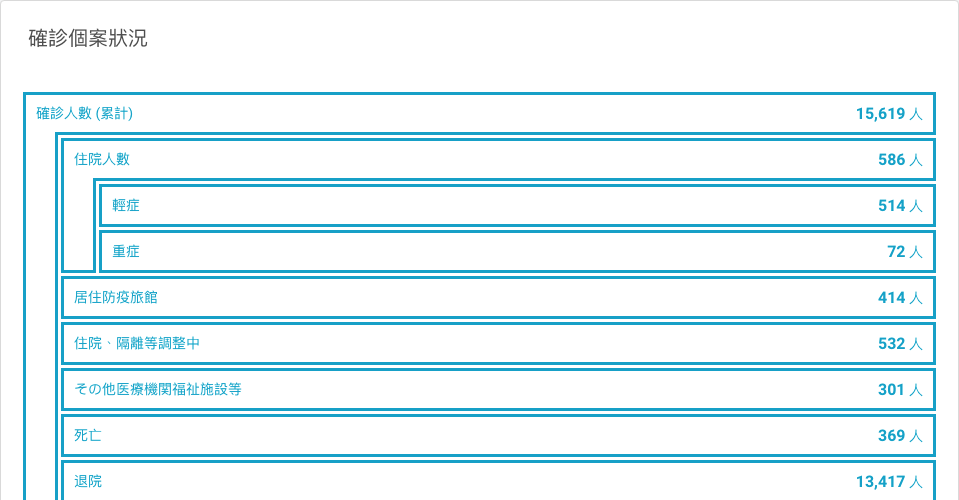 確診個案狀況
確診人數 (累計) 15,619 人
住院人數 586 人
輕症 514 人
重症 72 人
居住防疫旅館 414 人
住院、隔離等調整中 532 人
その他医療機関福祉施設等 301 人
死亡 369 人
退院 13,417 人